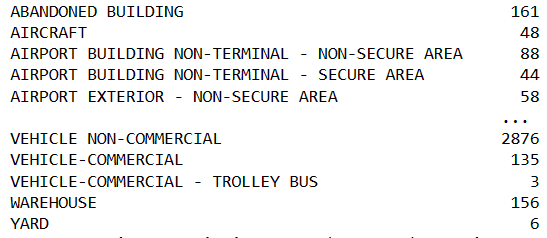 ABANDONED BUILDING 161
AIRCRAFT 48
AIRPORT BUILDING NON-TERMINAL - NON-SECURE AREA 88
AIRPORT BUILDING NON-TERMINAL - SECURE AREA 44
AIRPORT EXTERIOR - NON-SECURE AREA 58
...
VEHICLE NON-COMMERCIAL 2876
VEHICLE-COMMERCIAL 135
VEHICLE-COMMERCIAL - TROLLEY BUS 3
WAREHOUSE 156
YARD 6